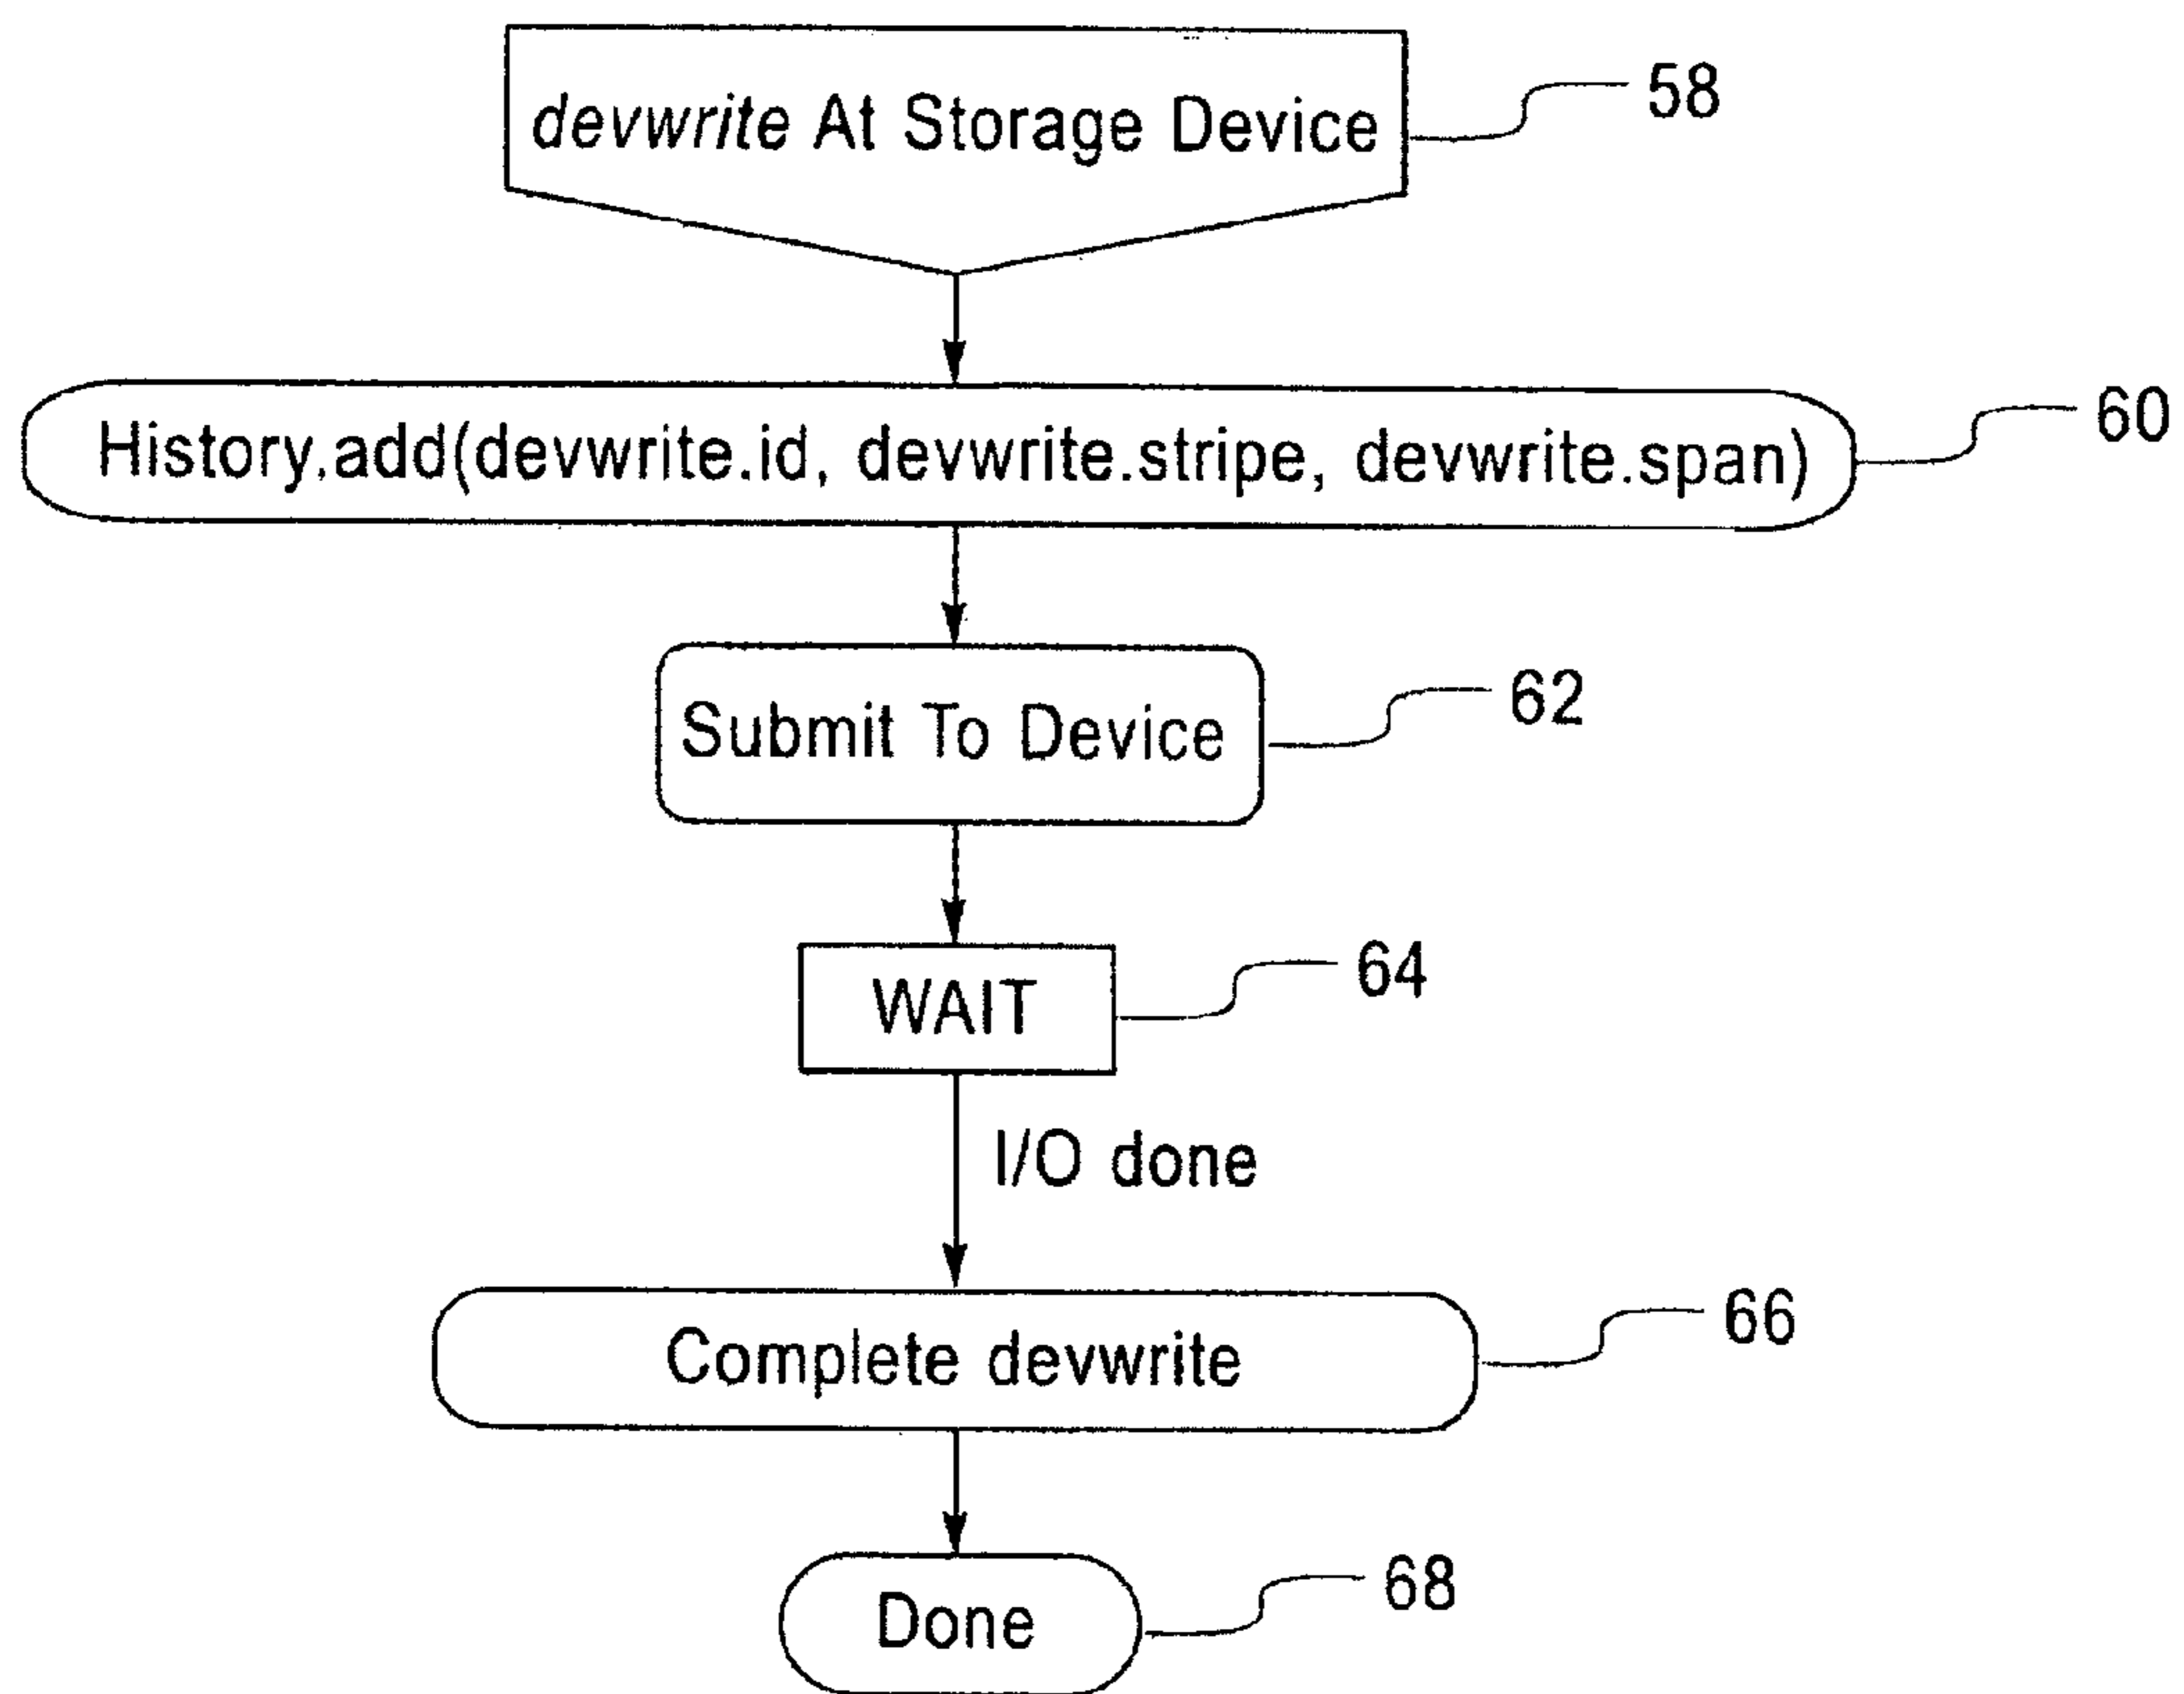 devwrite At Storage Device
58
History.add(devwrite.id, devwrite.stripe, devwrite.span)
60
Submit To Device
62
WAIT
64
I/O done
Complete devwrite
66
Done
68